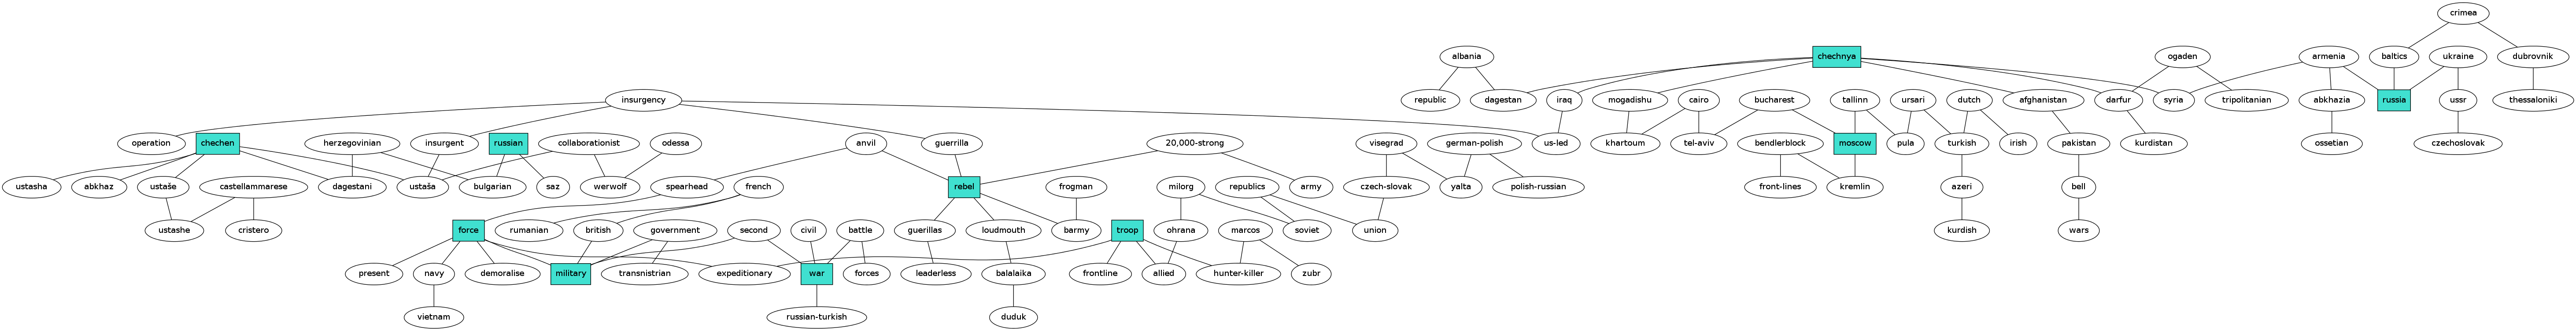 crimea
albania
chechnya
ogaden
armenia
baltics
ukraine
dubrovnik
insurgency
republic
dagestan
iraq
mogadishu
cairo
bucharest
tallinn
ursari
dutch
afghanistan
darfur
syria
tripolitanian
abkhazia
russia
ussr
thessaloniki
operation
chechen
herzegovinian
insurgent
russian
collaborationist
odessa
anvil
guerrilla
20,000-strong
visegrad
german-polish
us-led
khartoum
tel-aviv
bendlerblock
moscow
pula
turkish
irish
pakistan
kurdistan
ossetian
czechoslovak
ustasha
abkhaz
ustaše
castellammarese
dagestani
ustaša
bulgarian
saz
werwolf
spearhead
french
rebel
frogman
milorg
republics
army
czech-slovak
yalta
polish-russian
front-lines
kremlin
azeri
bell
ustashe
cristero
force
rumanian
british
government
second
civil
battle
guerillas
loudmouth
barmy
troop
ohrana
marcos
soviet
union
kurdish
wars
present
navy
demoralise
military
transnistrian
expeditionary
war
forces
leaderless
balalaika
frontline
allied
hunter-killer
zubr
vietnam
russian-turkish
duduk